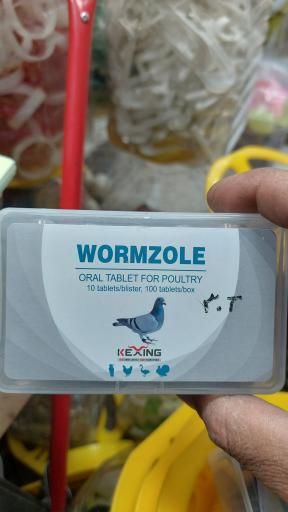 WORMZOLE
ORAL TABLET FOR POULTRY
10 tablets/blister, 100 tablets/box
KEXING